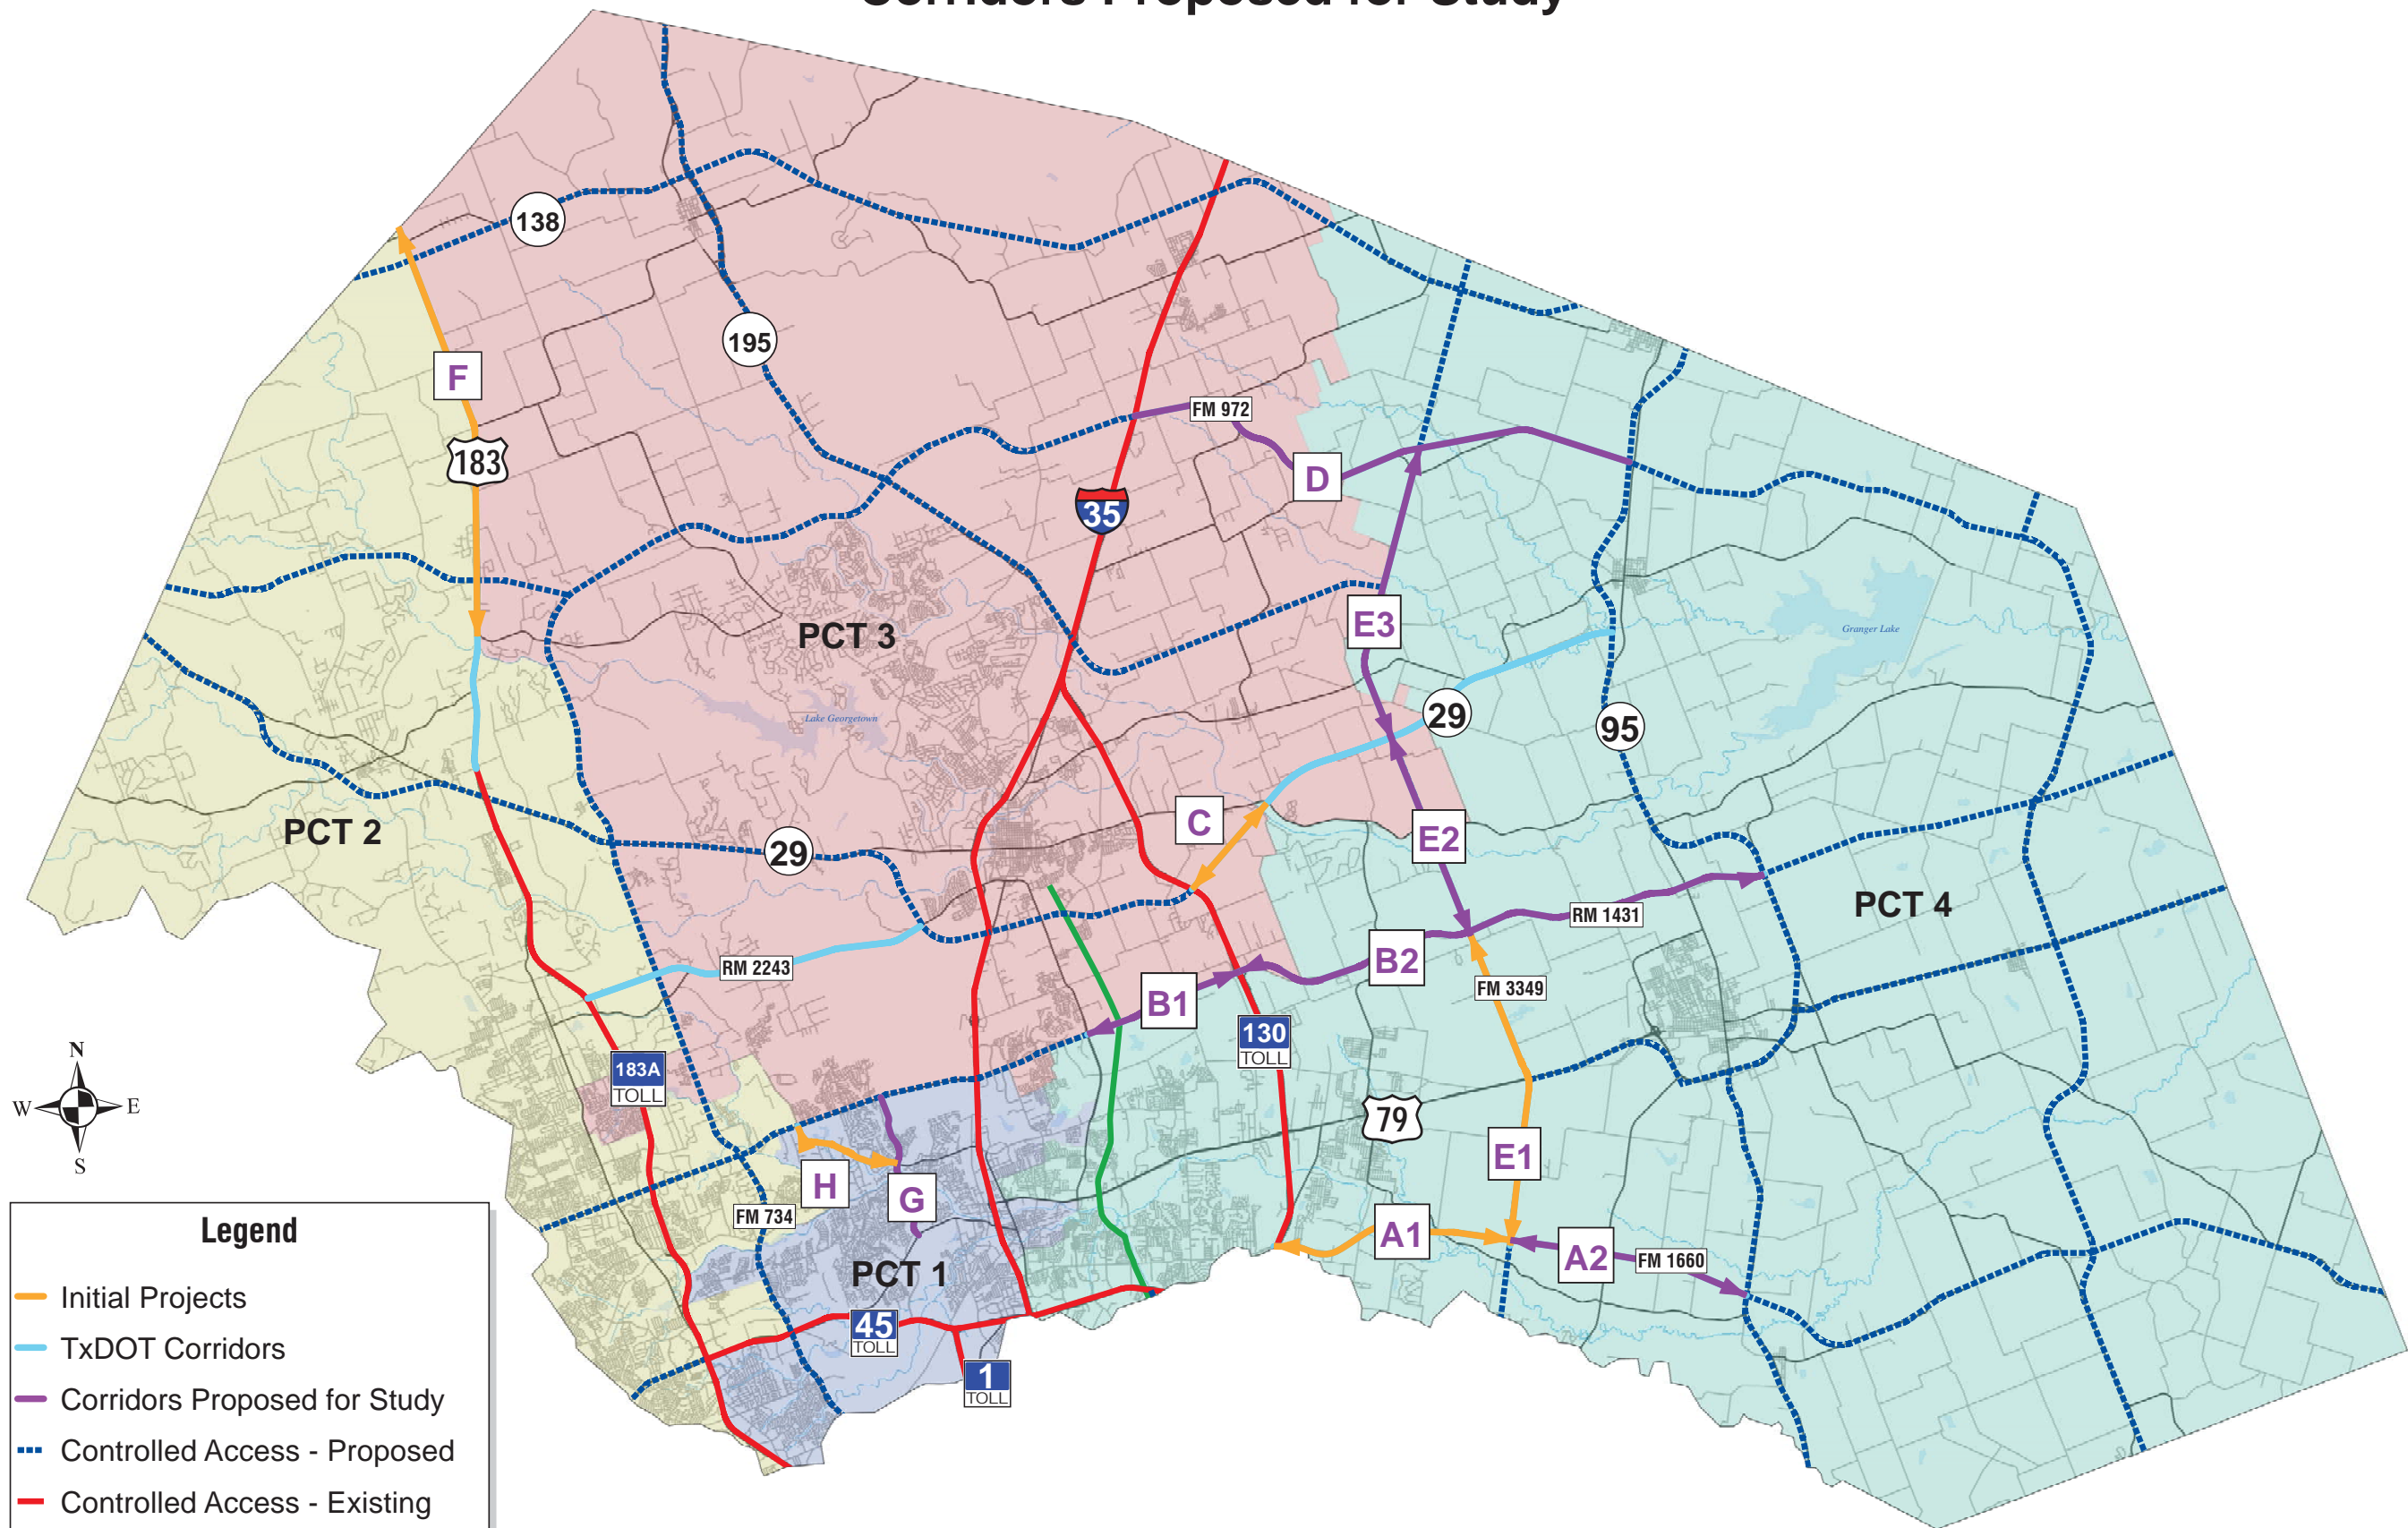 Corridors Proposed for Study
138
195
F
183
FM 972
D
35
E3
PCT 3
Granger Lake
Lake Georgetown
29
95
C
PCT 2
E2
29
PCT 4
RM 1431
B2
RM 2243
FM 3349
B1
130
TOLL
N
W E
S
183A
TOLL
79
E1
H
G
FM 734
A1
A2
FM 1660
PCT 1
45
TOLL
1
TOLL
Legend
Initial Projects
TxDOT Corridors
Corridors Proposed for Study
Controlled Access - Proposed
Controlled Access - Existing